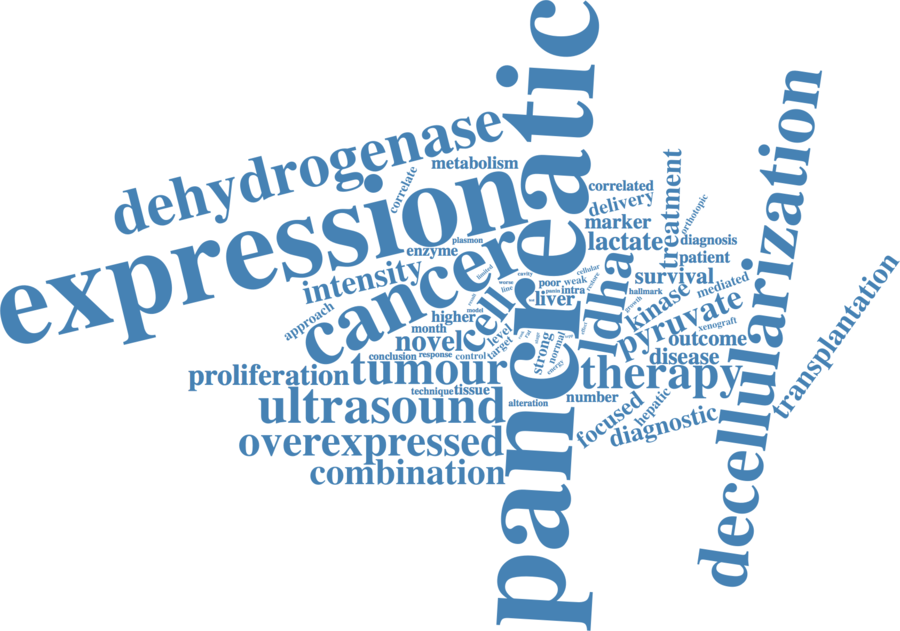 pancreatic
expression
decellularization
dehydrogenase
cancer
metabolism
correlate
correlated
delivery
treatment
orthotopic
marker
lactate
diagnosis
plasmon
enzyme
patient
intensity
limited
cavity
worse
line
cellular
poor
weak
intra
survival
hallmark
mediated
ldha
liver
kinase
growth
approach
higher
model
month
cell
novel
level
target
pyruvate
xenograft
outcome
strong
normal
conclusion
response
control
disease
transplantation
proliferation
tumour
therapy
technique
tissue
alteration
number
hepatic
focused
diagnostic
ultrasound
overexpressed
combination